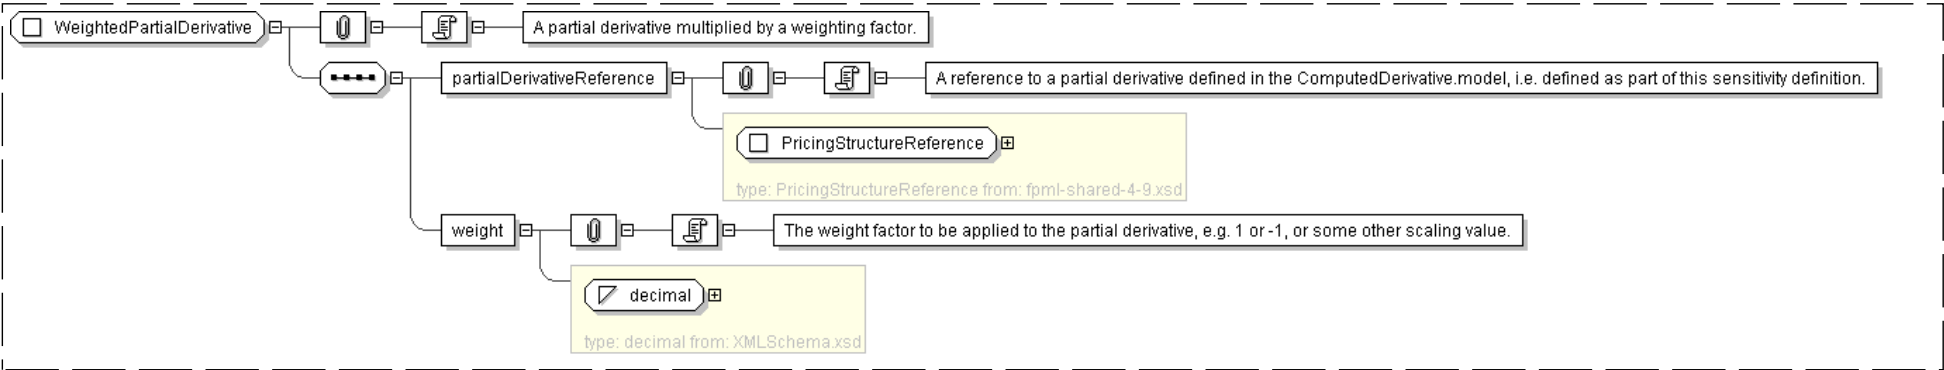 WeightedPartialDerivative
A partial derivative multiplied by a weighting factor.
partialDerivativeReference
A reference to a partial derivative defined in the ComputedDerivative.model, i.e. defined as part of this sensitivity definition.
PricingStructureReference
type: PricingStructureReference from: fpml-shared-4-9.xsd
weight
The weight factor to be applied to the partial derivative, e.g. 1 or -1, or some other scaling value.
decimal
type: decimal from: XMLSchema.xsd